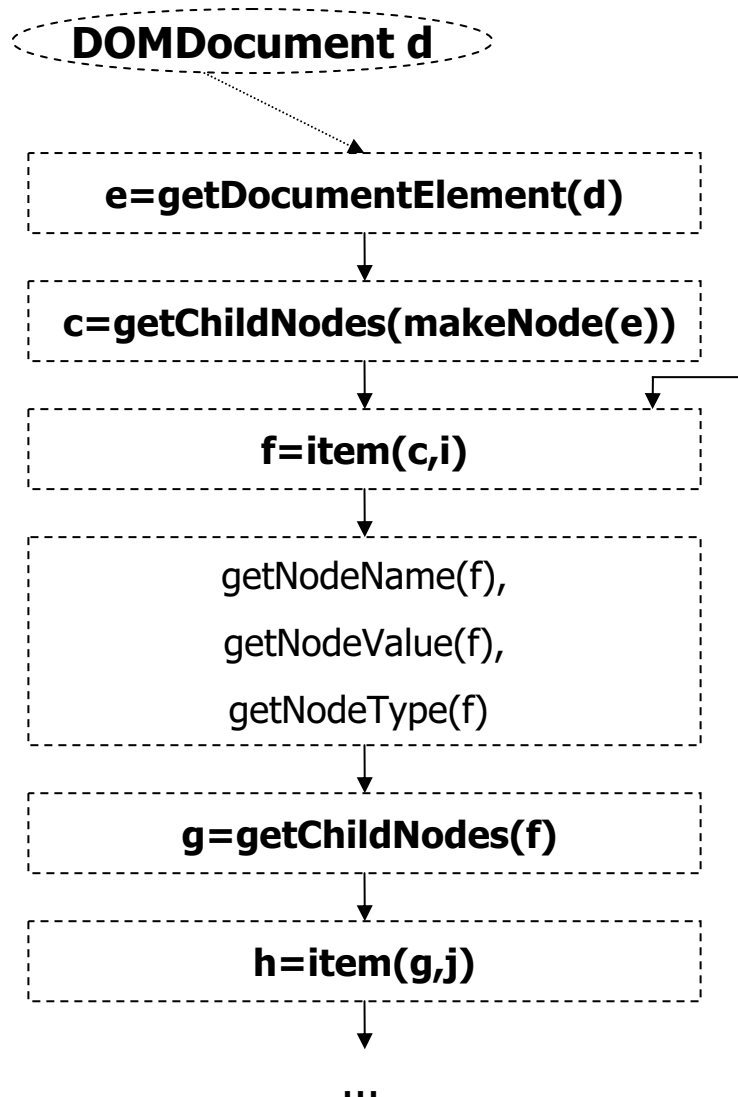 DOMDocument d
e=getDocumentElement(d)
c=getChildNodes(makeNode(e))
f=item(c,i)
getNodeName(f),
getNodeValue(f),
getNodeType(f)
g=getChildNodes(f)
h=item(g,j)
...